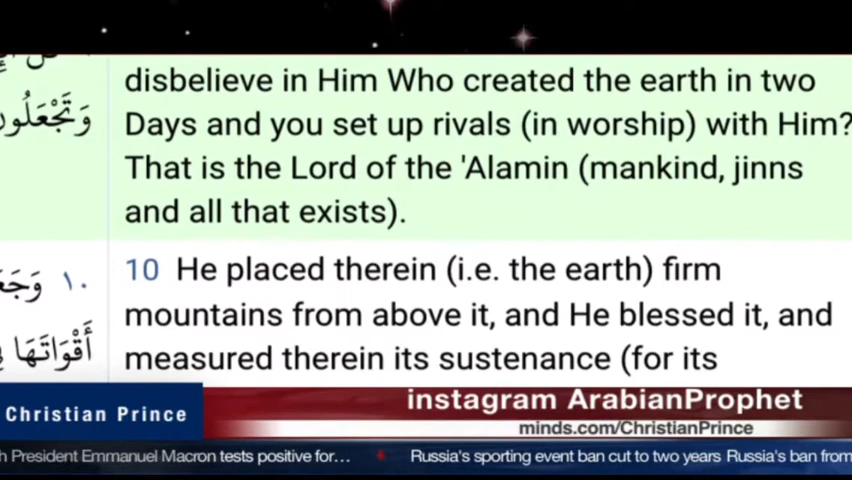 disbelieve in Him Who created the earth in two
Days and you set up rivals (in worship) with Him?
That is the Lord of the 'Alamin (mankind, jinns
and all that exists).
وَتَجْعَلُون
10 He placed therein (i.e. the earth) firm
mountains from above it, and He blessed it, and
measured therein its sustenance (for its
١٠ وَجَعَ
أَقْوَاتَهَا
Christian Prince
instagram ArabianProphet
minds.com/ChristianPrince
h President Emmanuel Macron tests positive for... Russia's sporting event ban cut to two years Russia's ban from